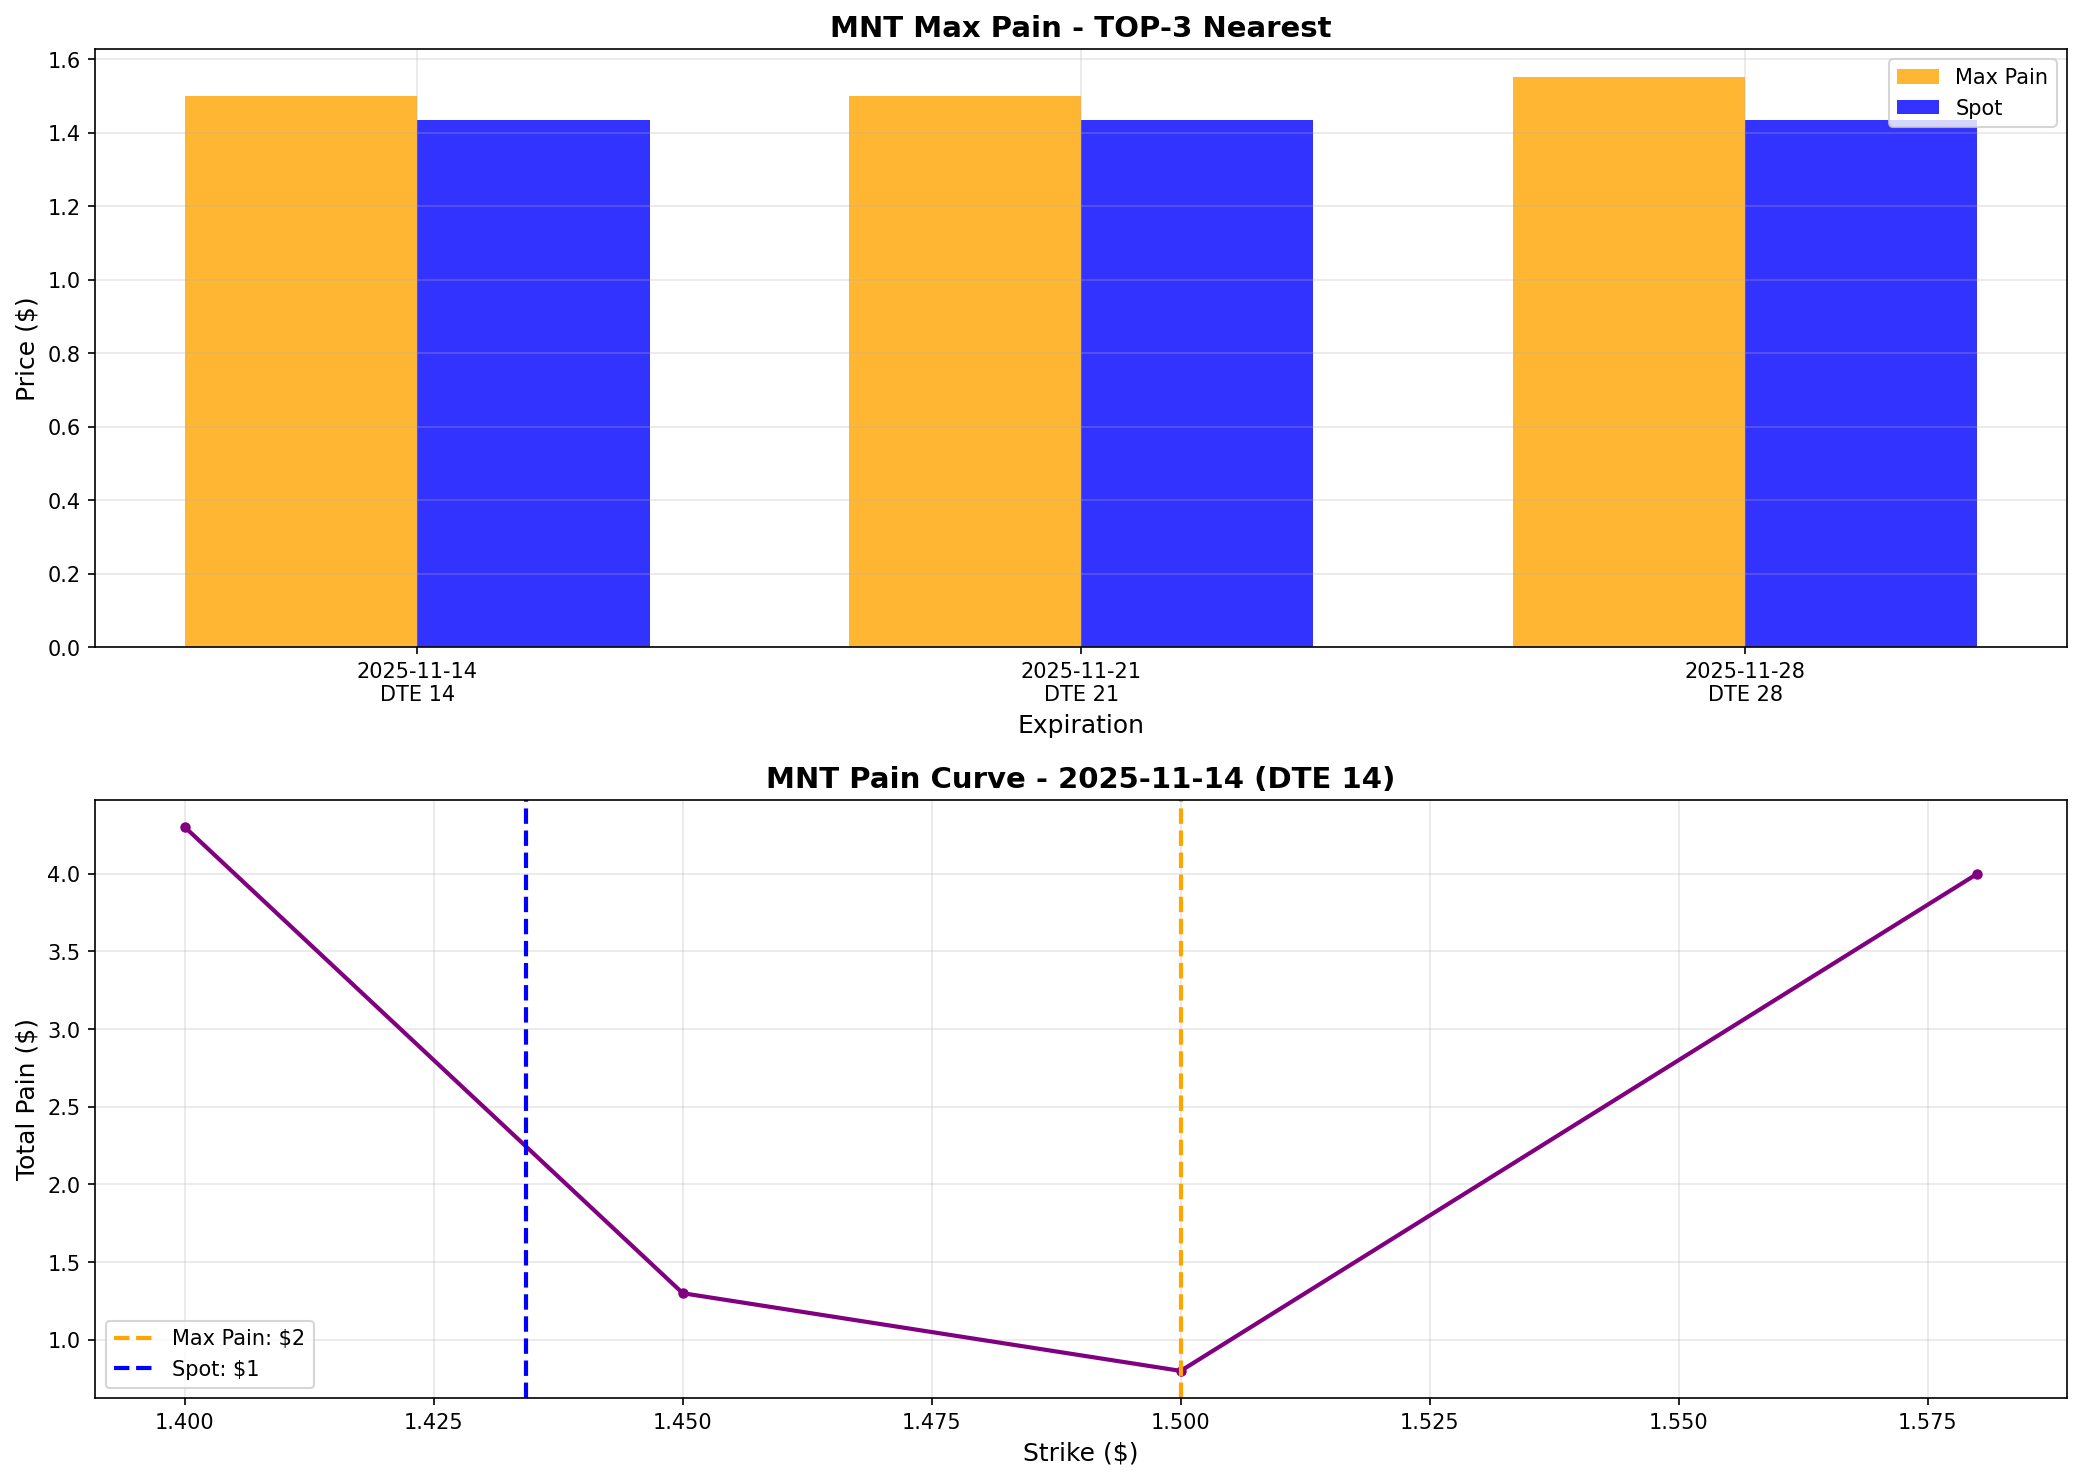 MNT Max Pain - TOP-3 Nearest
Max Pain
Spot
Price ($)
1.6
1.4
1.2
1.0
0.8
0.6
0.4
0.2
0.0
2025-11-14
DTE 14
2025-11-21
DTE 21
2025-11-28
DTE 28
Expiration
MNT Pain Curve - 2025-11-14 (DTE 14)
Total Pain ($)
4.0
3.5
3.0
2.5
2.0
1.5
1.0
Max Pain: $2
Spot: $1
1.400
1.425
1.450
1.475
1.500
1.525
1.550
1.575
Strike ($)